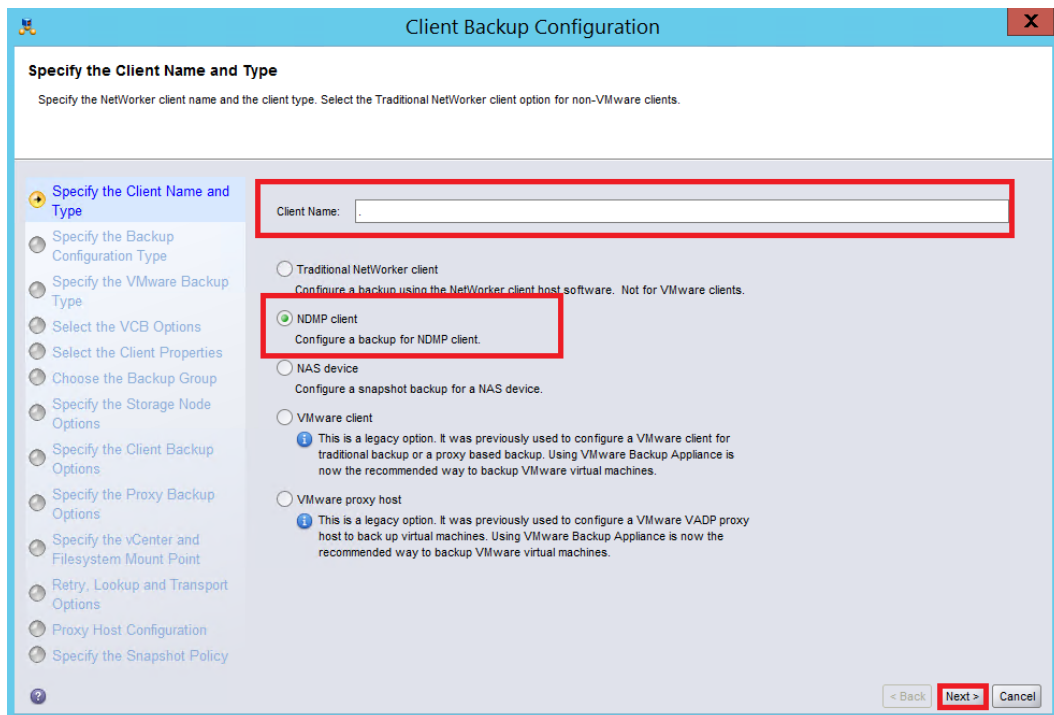 Client Backup Configuration
X
Specify the Client Name and Type
Specify the NetWorker client name and the client type. Select the Traditional NetWorker client option for non-VMware clients.
Specify the Client Name and
Type
Specify the Backup
Configuration Type
Specify the VMware Backup
Type
Select the VCB Options
Select the Client Properties
Choose the Backup Group
Specify the Storage Node
Options
Specify the Client Backup
Options
Specify the Proxy Backup
Options
Specify the vCenter and
Filesystem Mount Point
Retry, Lookup and Transport
Options
Proxy Host Configuration
Specify the Snapshot Policy
Client Name: .
Traditional NetWorker client
Configure a backup using the NetWorker client host software. Not for VMware clients.
NDMP client
Configure a backup for NDMP client.
NAS device
Configure a snapshot backup for a NAS device.
VMware client
This is a legacy option. It was previously used to configure a VMware client for
traditional backup or a proxy based backup. Using VMware Backup Appliance is
now the recommended way to backup VMware virtual machines.
VMware proxy host
This is a legacy option. It was previously used to configure a VMware VADP proxy
host to back up virtual machines. Using VMware Backup Appliance is now the
recommended way to backup VMware virtual machines.
?
< Back Next > Cancel